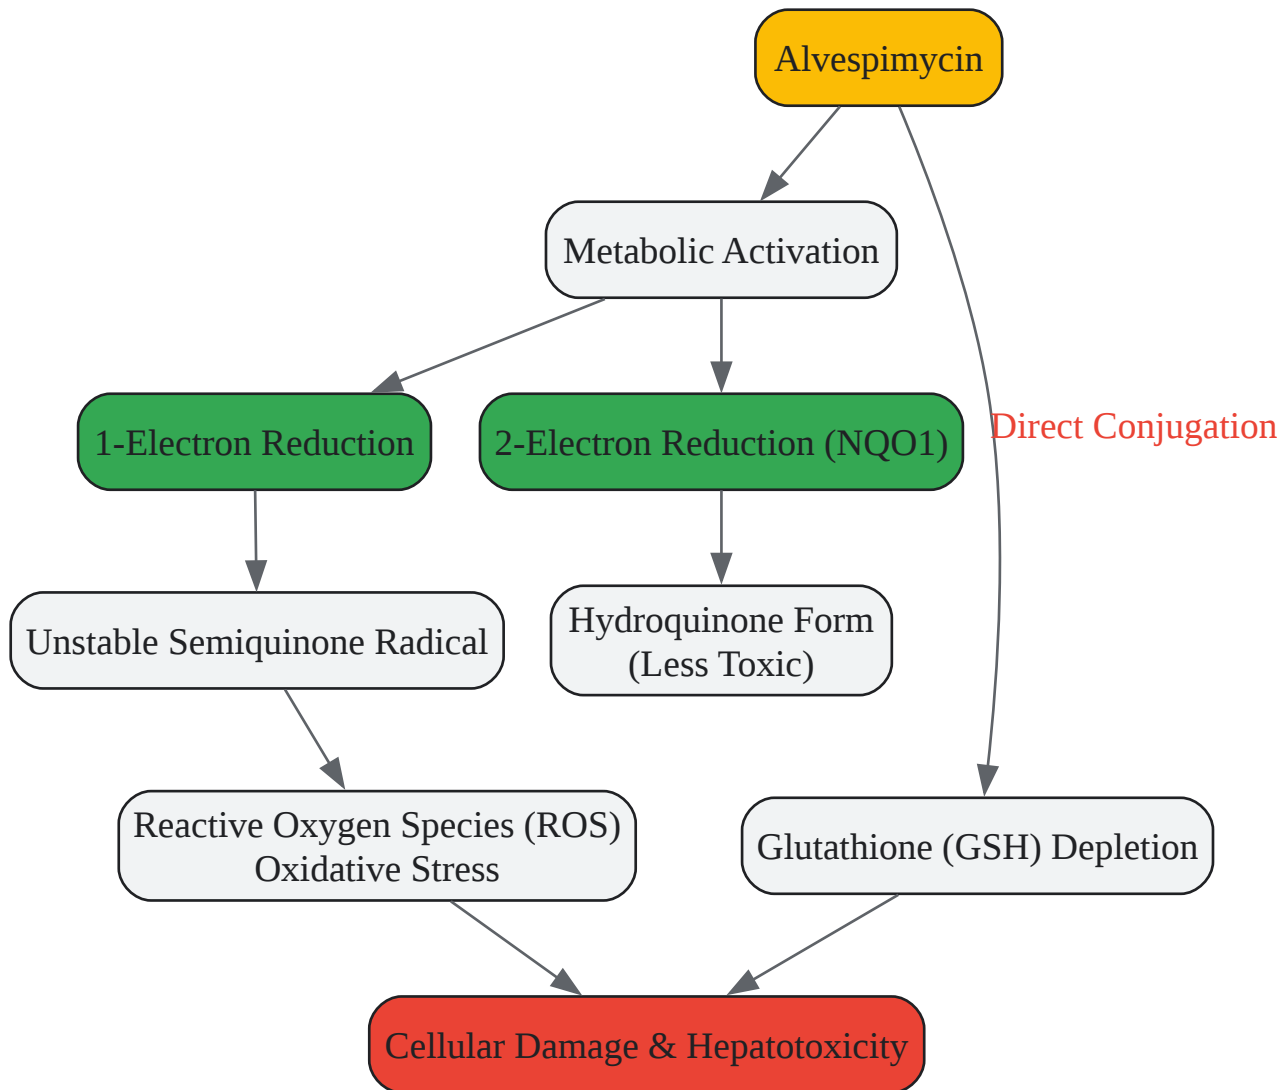 Alvespimycin
Metabolic Activation
1-Electron Reduction
2-Electron Reduction (NQO1)
Direct Conjugation
Unstable Semiquinone Radical
Hydroquinone Form
(Less Toxic)
Reactive Oxygen Species (ROS)
Oxidative Stress
Glutathione (GSH) Depletion
Cellular Damage & Hepatotoxicity